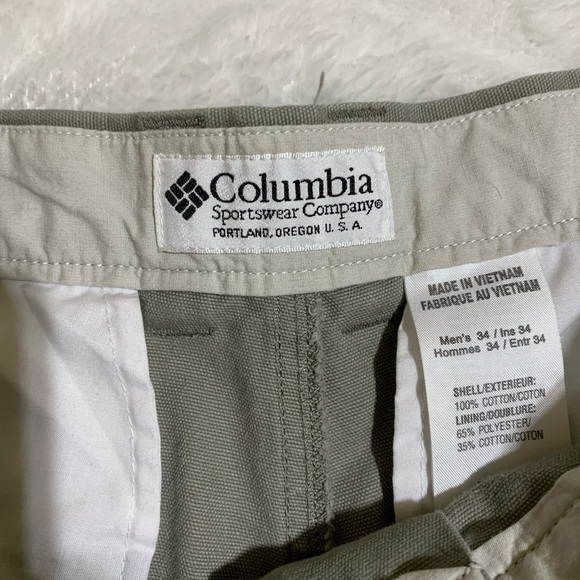 Columbia
Sportswear Company®
PORTLAND, OREGON U. S. A.
MADE IN VIETNAM
FABRIQUE AU VIETNAM
Men's 34 / Ins 34
Hommes 34 / Entr 34
SHELL/EXTERIEUR:
100% COTTON/COTON
LINING/DOUBLURE:
65% POLYESTER/
35% COTTON/COTON